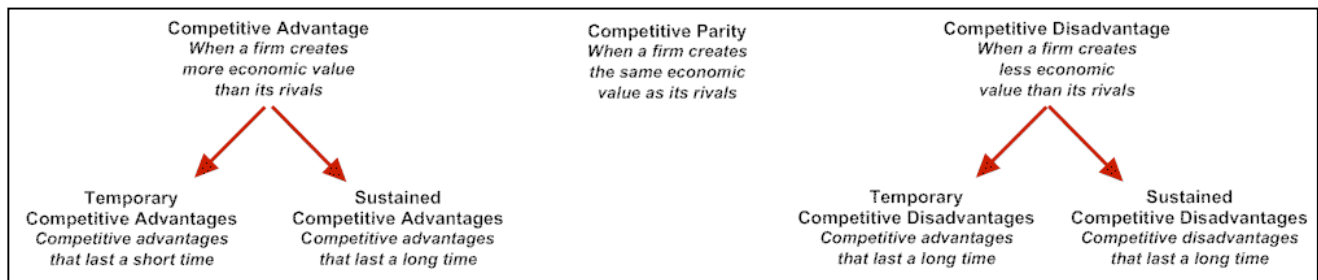 Competitive Advantage
When a firm creates
more economic value
than its rivals
Competitive Parity
When a firm creates
the same economic
value as its rivals
Competitive Disadvantage
When a firm creates
less economic
value than its rivals
Temporary
Competitive Advantages
Competitive advantages
that last a short time
Sustained
Competitive Advantages
Competitive advantages
that last a long time
Temporary
Competitive Disadvantages
Competitive advantages
that last a long time
Sustained
Competitive Disadvantages
Competitive disadvantages
that last a long time